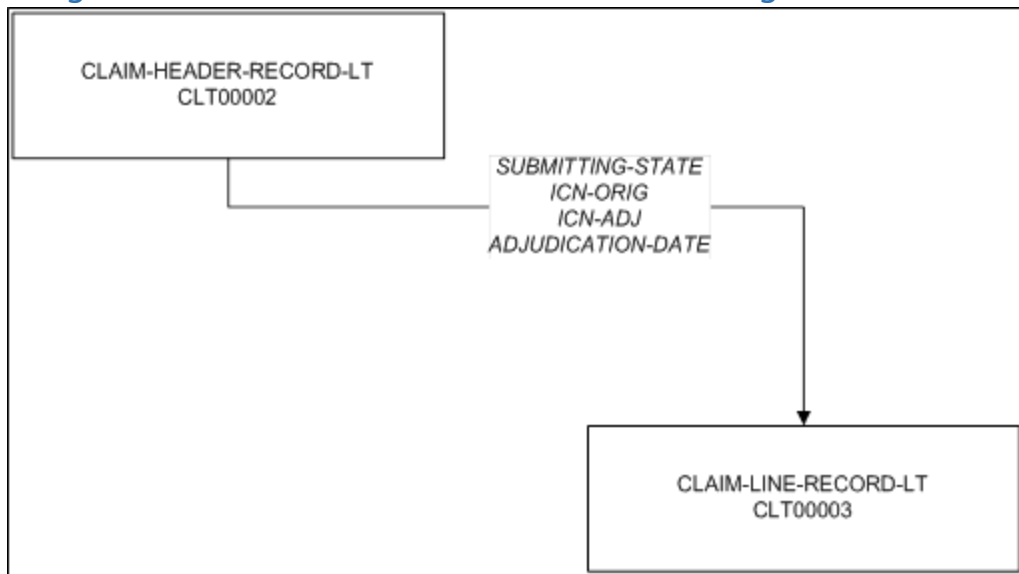 CLAIM-HEADER-RECORD-LT
CLT00002
SUBMITTING-STATE
ICN-ORIG
ICN-ADJ
ADJUDICATION-DATE
CLAIM-LINE-RECORD-LT
CLT00003